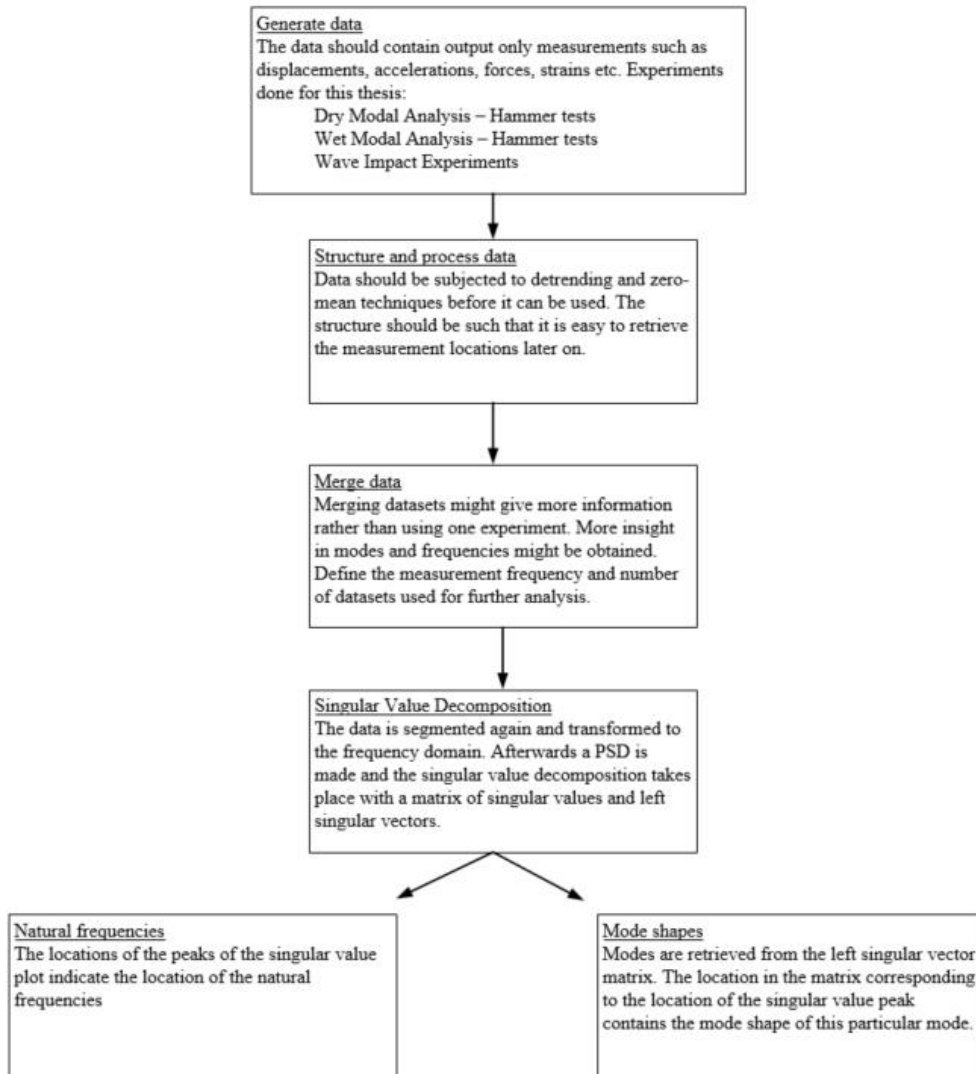 Generate data
The data should contain output only measurements such as
displacements, accelerations, forces, strains etc. Experiments
done for this thesis:
Dry Modal Analysis – Hammer tests
Wet Modal Analysis – Hammer tests
Wave Impact Experiments
Structure and process data
Data should be subjected to detrending and zero-
mean techniques before it can be used. The
structure should be such that it is easy to retrieve
the measurement locations later on.
Merge data
Merging datasets might give more information
rather than using one experiment. More insight
in modes and frequencies might be obtained.
Define the measurement frequency and number
of datasets used for further analysis.
Singular Value Decomposition
The data is segmented again and transformed to
the frequency domain. Afterwards a PSD is
made and the singular value decomposition takes
place with a matrix of singular values and left
singular vectors.
Natural frequencies
The locations of the peaks of the singular value
plot indicate the location of the natural
frequencies
Mode shapes
Modes are retrieved from the left singular vector
matrix. The location in the matrix corresponding
to the location of the singular value peak
contains the mode shape of this particular mode.